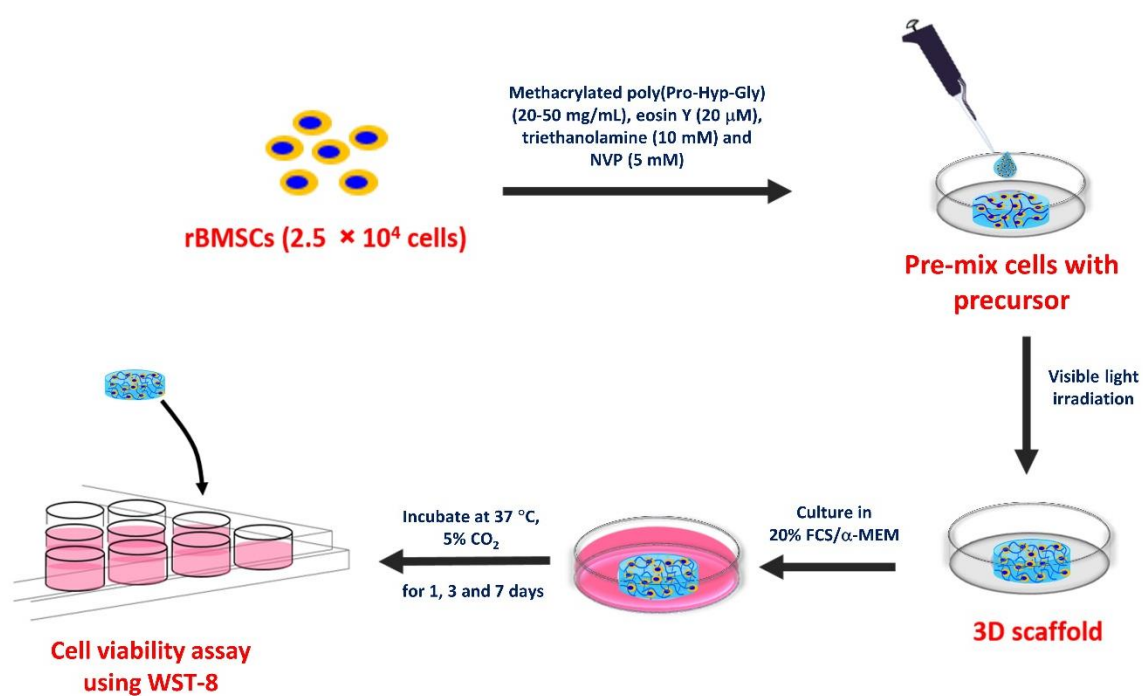 Methacrylated poly(Pro-Hyp-Gly)
(20-50 mg/mL), eosin Y (20 μM),
triethanolamine (10 mM) and
NVP (5 mM)
rBMSCs (2.5 × 10⁴ cells)
Pre-mix cells with
precursor
Visible light
irradiation
3D scaffold
Culture in
20% FCS/α-MEM
Incubate at 37 °C,
5% CO₂
for 1, 3 and 7 days
Cell viability assay
using WST-8